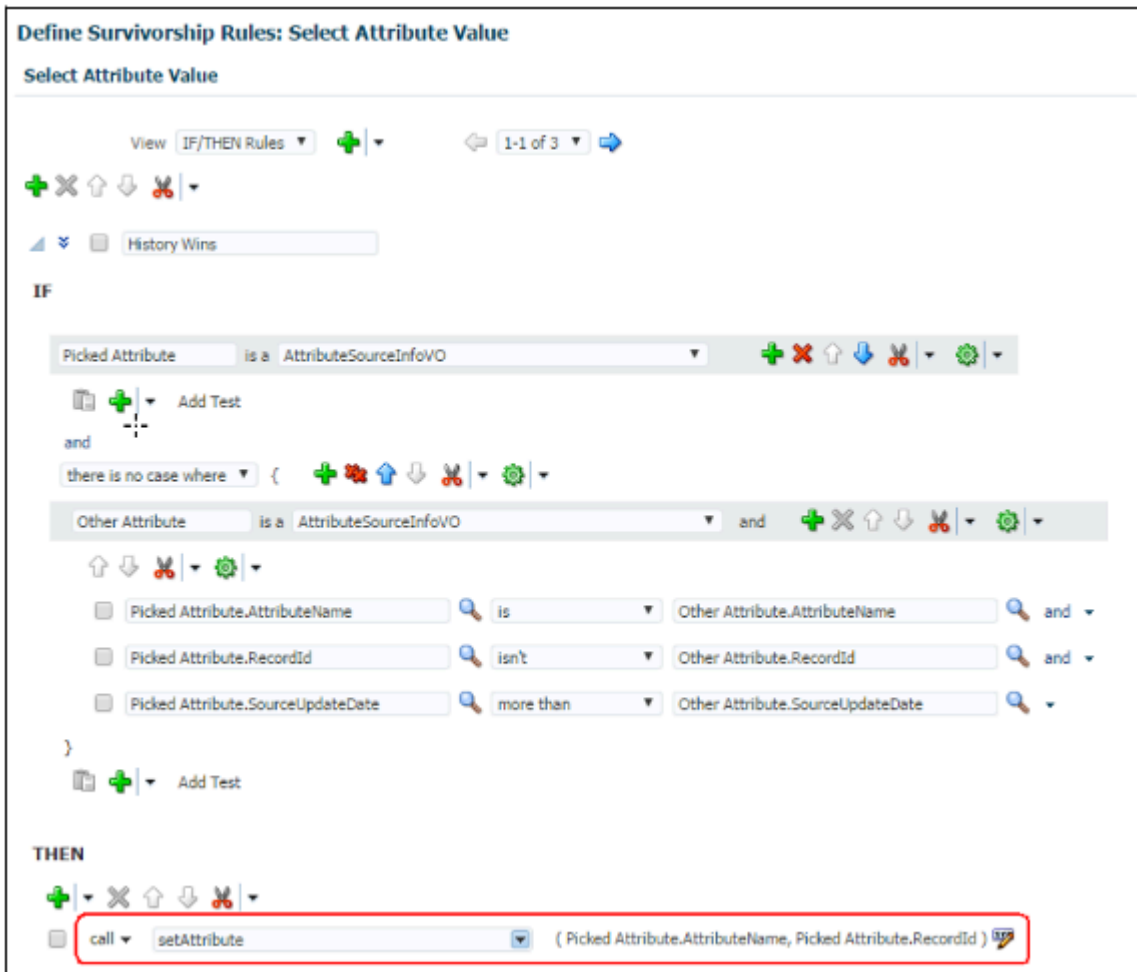 Define Survivorship Rules: Select Attribute Value
Select Attribute Value
View IF/THEN Rules 1-1 of 3
History Wins
IF
Picked Attribute is a AttributeSourceInfoVO
Add Test
and
there is no case where {
Other Attribute is a AttributeSourceInfoVO and
Picked Attribute.AttributeName is Other Attribute.AttributeName and
Picked Attribute.RecordId isn't Other Attribute.RecordId and
Picked Attribute.SourceUpdateDate more than Other Attribute.SourceUpdateDate
}
Add Test
THEN
call setAttribute ( Picked Attribute.AttributeName, Picked Attribute.RecordId )